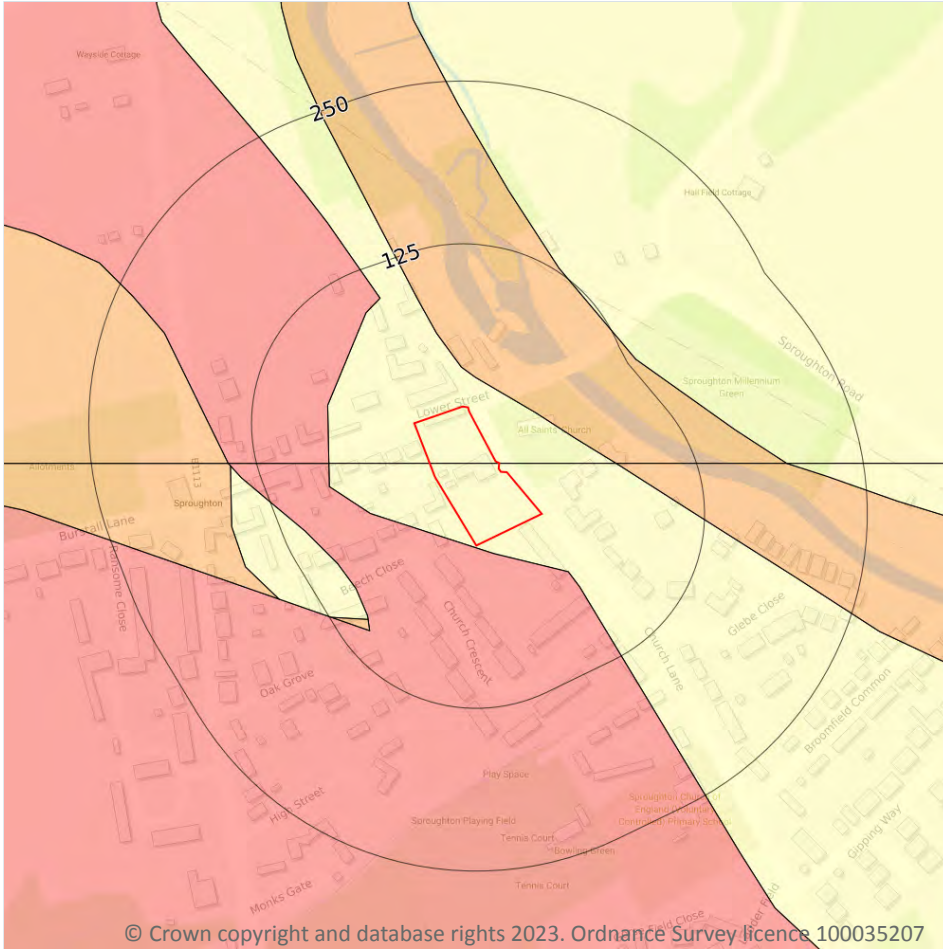 Wayside Cottage
250
Hall Field Cottage
125
Sproughton Road
Sproughton Millennium
Green
Lower Street
All Saints' Church
Allotments
B1113
Sproughton
Burstall Lane
Ransome Close
Beech Close
Church Crescent
Glebe Close
Church Lane
Oak Grove
Broomfield Common
Play Space
High Street
Sproughton Playing Field
Sproughton Church of
England
Primary School
Tennis Court
Bowling Green
Gipping Way
Tennis Court
Monks Gate
Field Close
Field
© Crown copyright and database rights 2023. Ordnance Survey licence 100035207